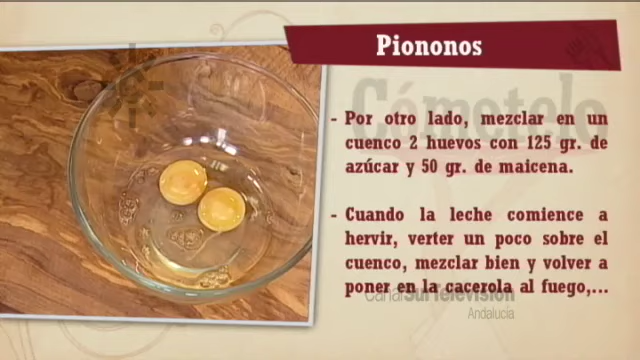 Piononos
Cómetelo
- Por otro lado, mezclar en un
cuenco 2 huevos con 125 gr. de
azúcar y 50 gr. de maicena.
- Cuando la leche comience a
hervir, verter un poco sobre el
cuenco, mezclar bien y volver a
poner en la cacerola al fuego,...
CanalSurTelevisión
Andalucía